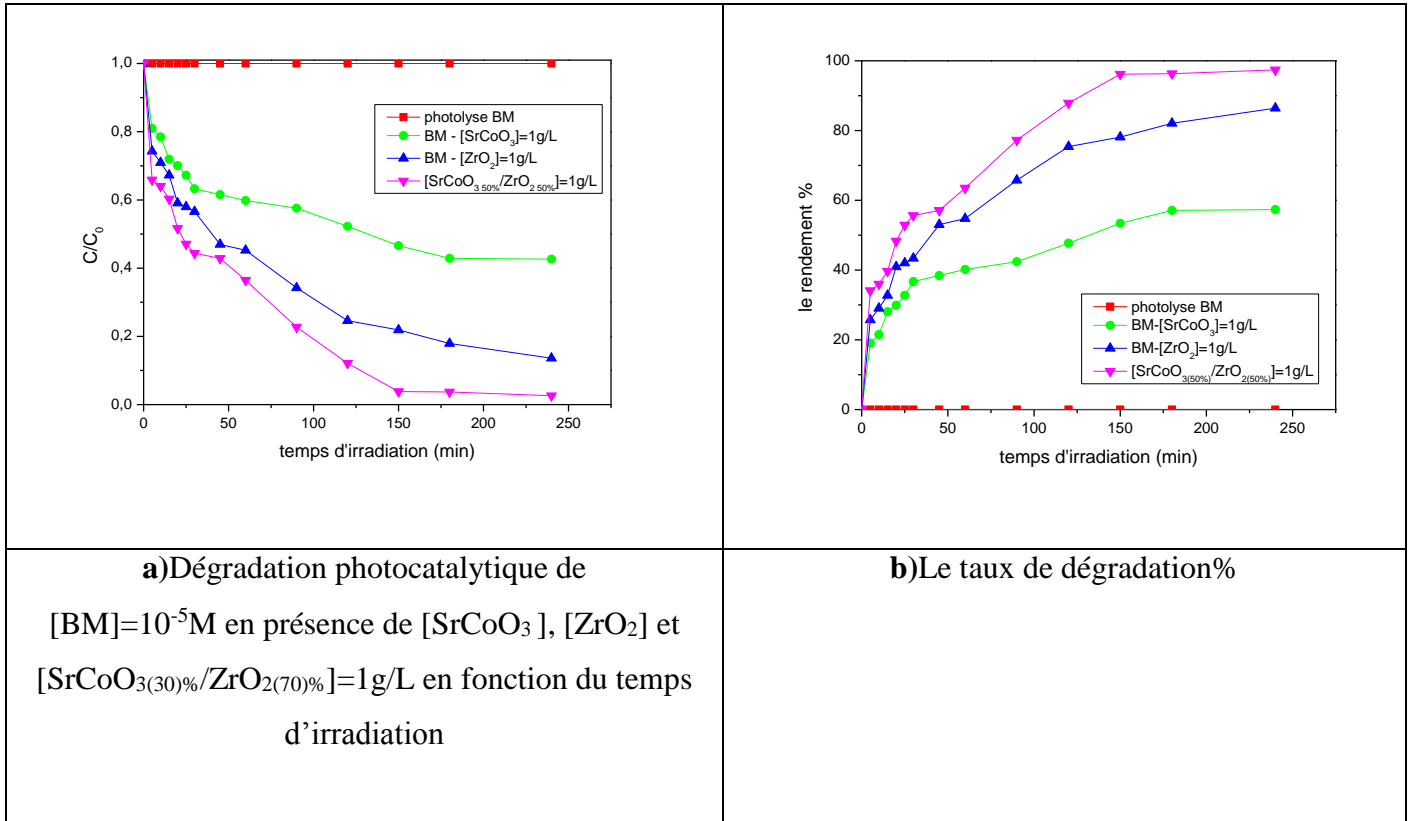 1,0
0,8
0,6
0,4
0,2
0,0
C/C0
photolyse BM
BM - [SrCoO3]=1g/L
BM - [ZrO2]=1g/L
[SrCoO3 50%/ZrO2 50%]=1g/L
0 50 100 150 200 250
temps d'irradiation (min)
100
80
60
40
20
0
le rendement %
photolyse BM
BM-[SrCoO3]=1g/L
BM-[ZrO2]=1g/L
[SrCoO3(50%)/ZrO2(50%)]=1g/L
0 50 100 150 200 250
temps d'irradiation (min)
a)Dégradation photocatalytique de
[BM]=10-5M en présence de [SrCoO3 ], [ZrO2] et
[SrCoO3(30)%/ZrO2(70)%]=1g/L en fonction du temps
d’irradiation
b)Le taux de dégradation%